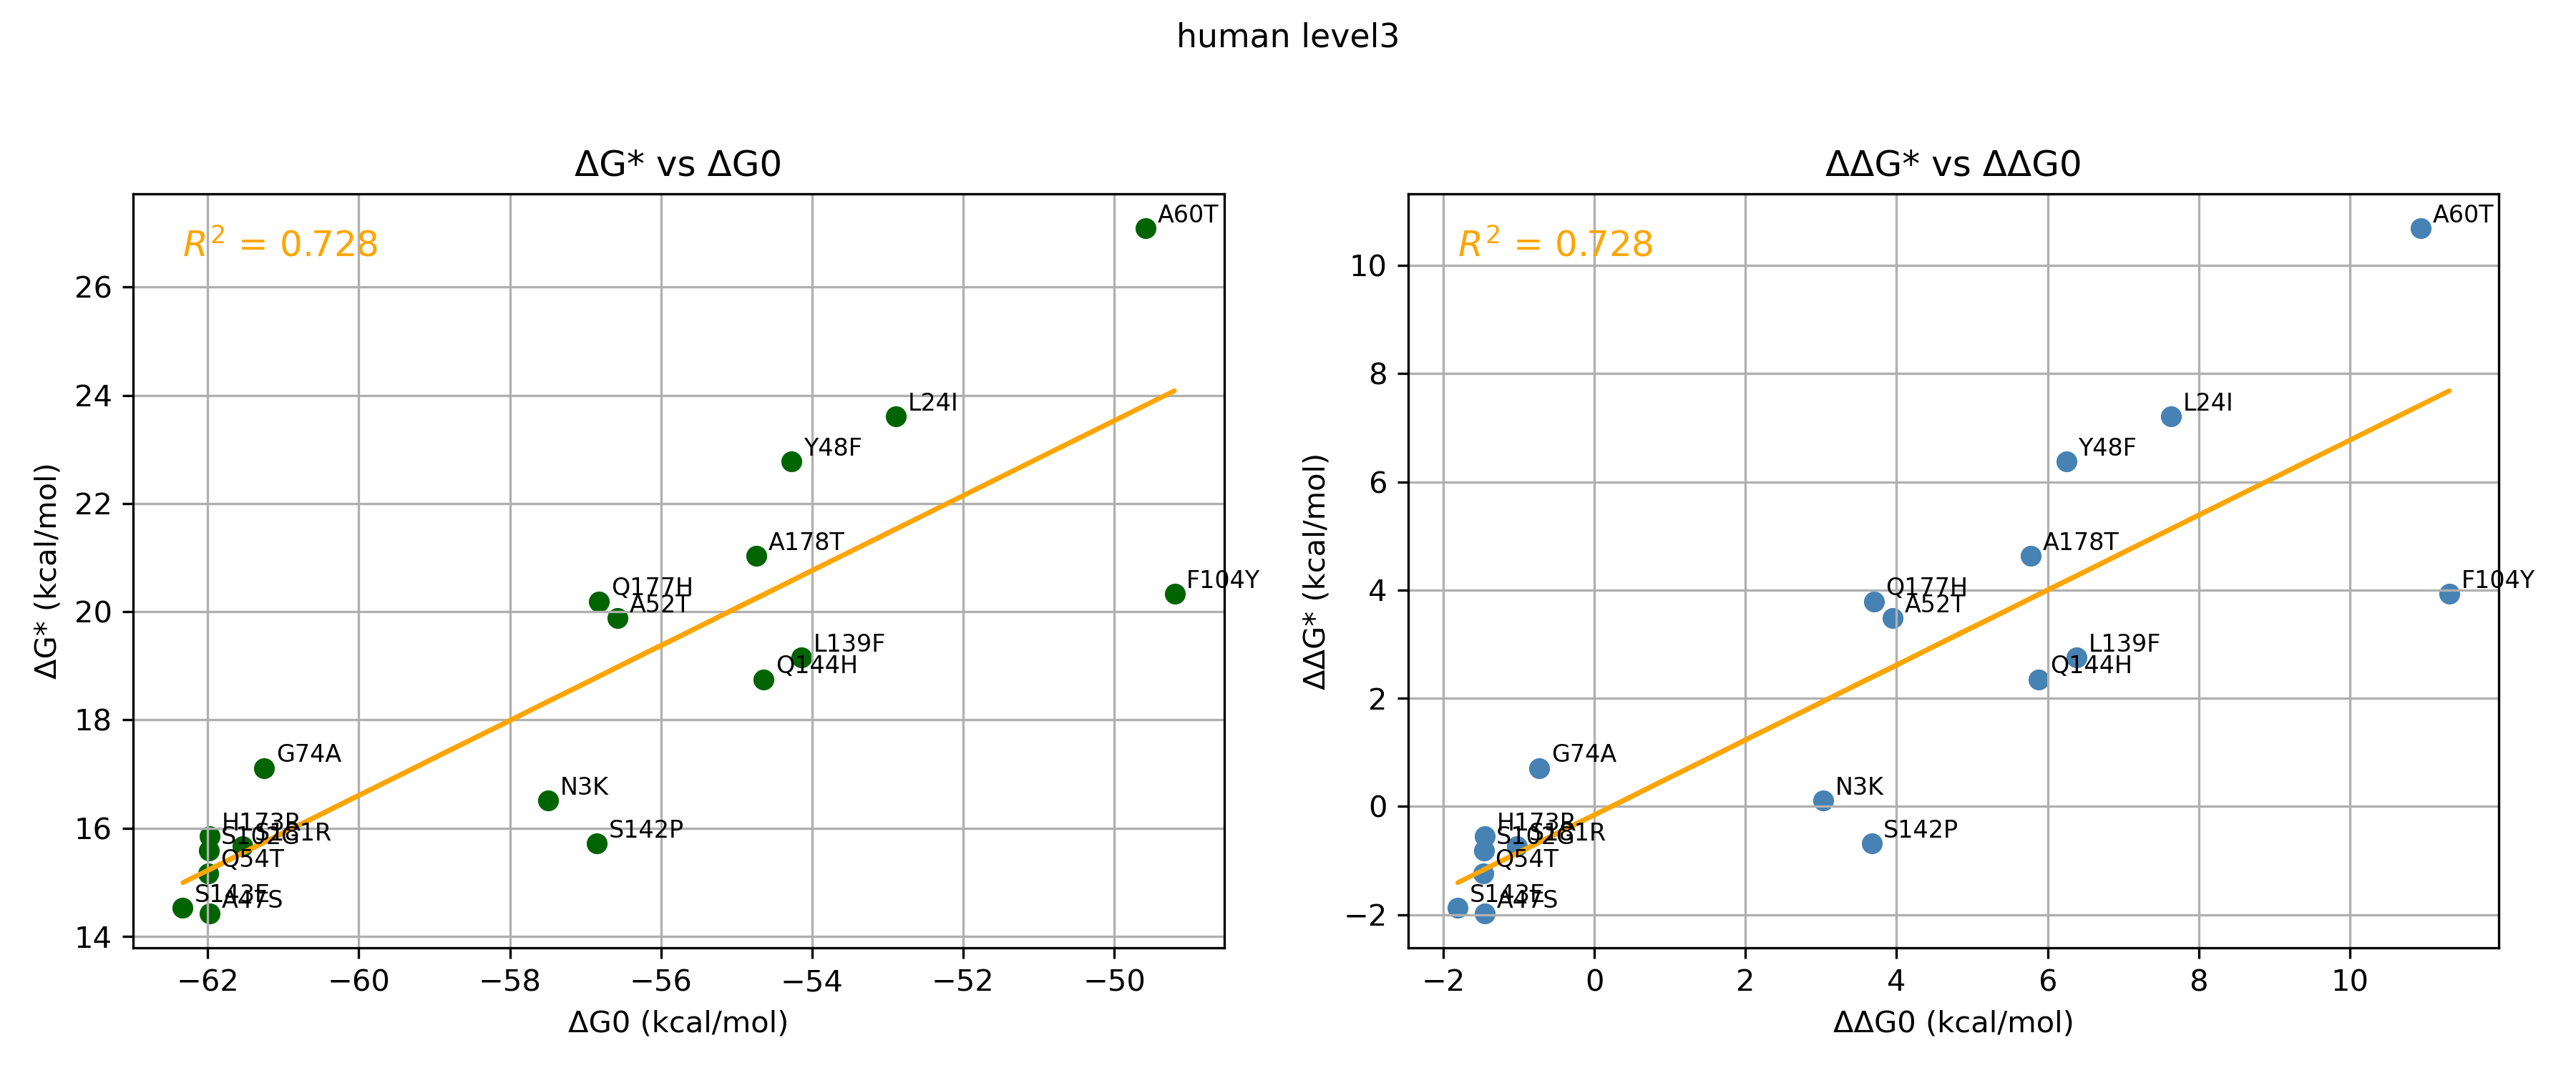 human level3
ΔG* vs ΔG0
R² = 0.728
A60T
L24I
Y48F
A178T
F104Y
Q177H
A52T
L139F
Q144H
G74A
N3K
S142P
H173R
S102G
Q54T
A47S
26
24
22
20
18
16
14
ΔG* (kcal/mol)
−62
−60
−58
−56
−54
−52
−50
ΔG0 (kcal/mol)
ΔΔG* vs ΔΔG0
R² = 0.728
A60T
L24I
Y48F
A178T
F104Y
Q177H
A52T
L139F
Q144H
G74A
N3K
S142P
H173R
S102G
Q54T
A47S
10
8
6
4
2
0
−2
ΔΔG* (kcal/mol)
−2
0
2
4
6
8
10
ΔΔG0 (kcal/mol)